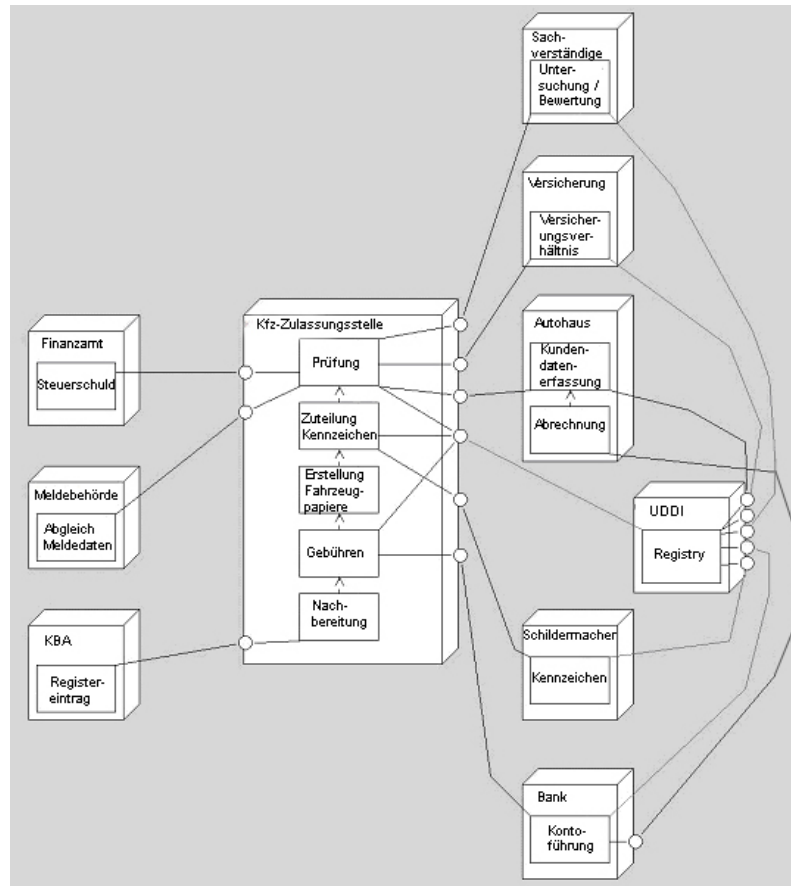 Sach-
verständige
Unter-
suchung /
Bewertung
Versicherung
Versicher-
ungsver-
hältnis
Kfz-Zulassungsstelle
Prüfung
Zuteilung
Kennzeichen
Erstellung
Fahrzeug-
papiere
Gebühren
Nach-
bereitung
Finanzamt
Steuerschuld
Meldebehörde
Abgleich
Meldedaten
KBA
Register-
eintrag
Autohaus
Kunden-
daten-
erfassung
Abrechnung
UDDI
Registry
Schildermacher
Kennzeichen
Bank
Konto-
führung